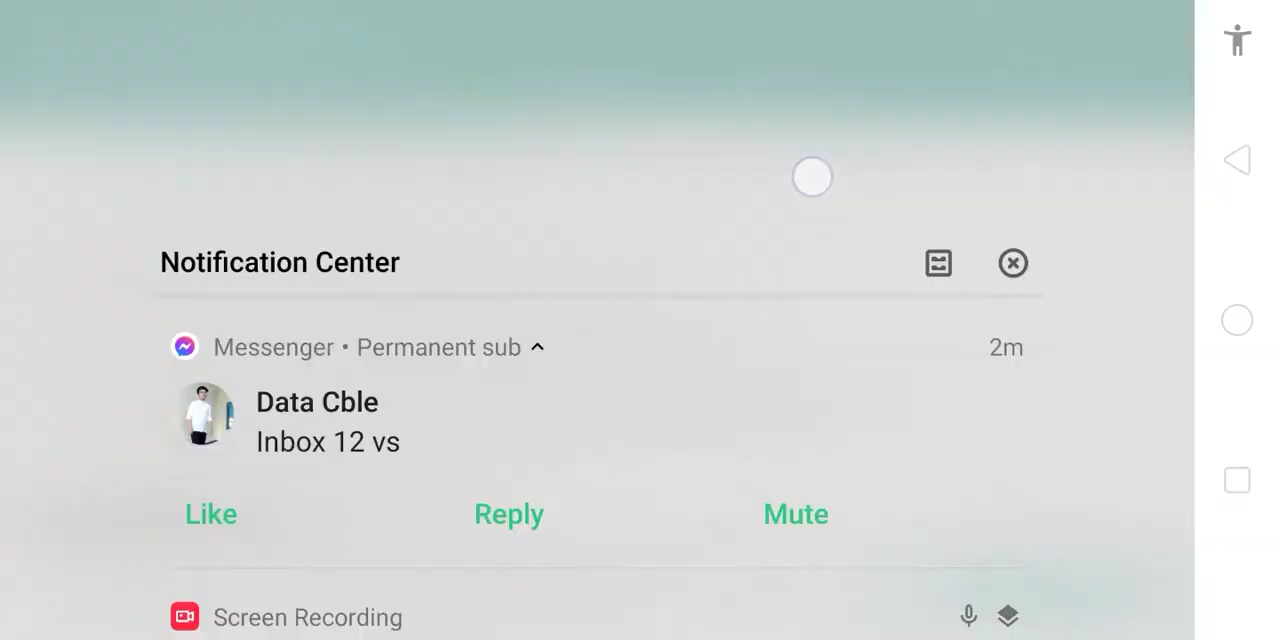 Notification Center
Messenger • Permanent sub
2m
Data Cble
Inbox 12 vs
Like
Reply
Mute
Screen Recording